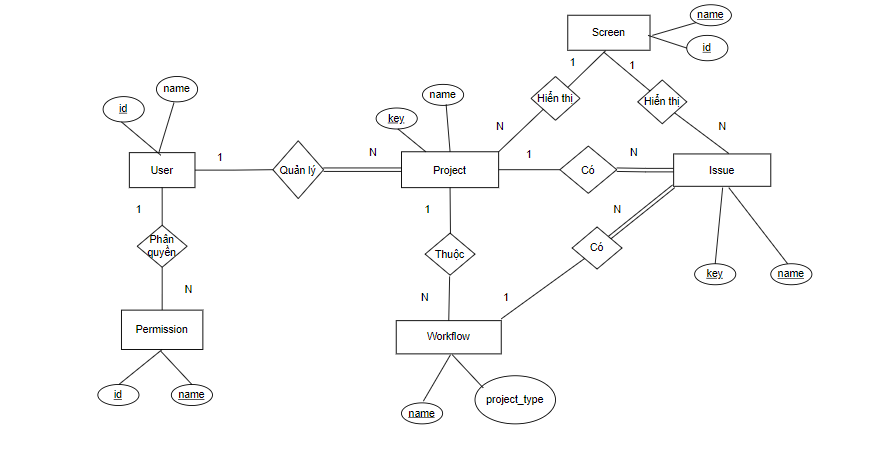 name
Screen
id
1
1
name
id
name
key
Hiển thị
Hiển thị
N
N
1
N
1
N
User
Quản lý
Project
Có
Issue
1
1
N
Phân
quyền
Thuộc
Có
key
name
N
N
1
Permission
Workflow
id
name
name
project_type